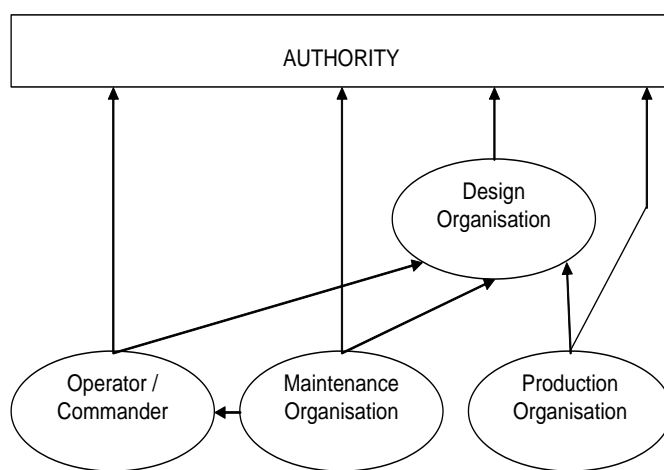 AUTHORITY
Design
Organisation
Operator /
Commander
Maintenance
Organisation
Production
Organisation